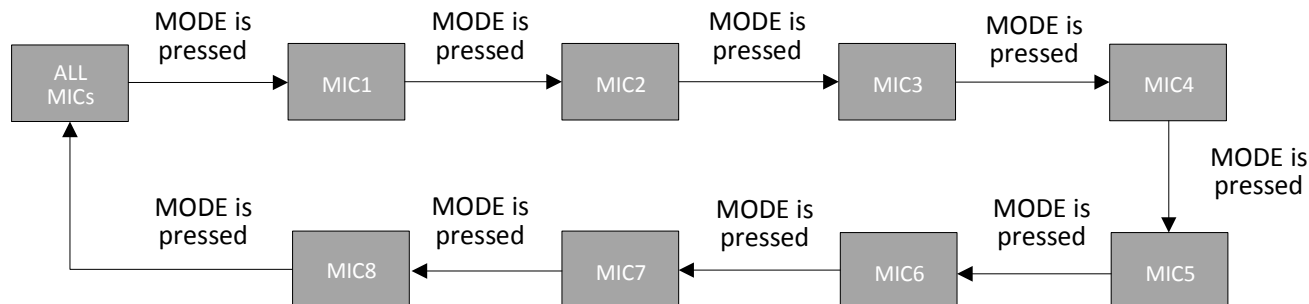 MODE is
pressed
MODE is
pressed
MODE is
pressed
MODE is
pressed
ALL
MICs
MIC1
MIC2
MIC3
MIC4
MODE is
pressed
MODE is
pressed
MODE is
pressed
MODE is
pressed
MODE is
pressed
MIC8
MIC7
MIC6
MIC5